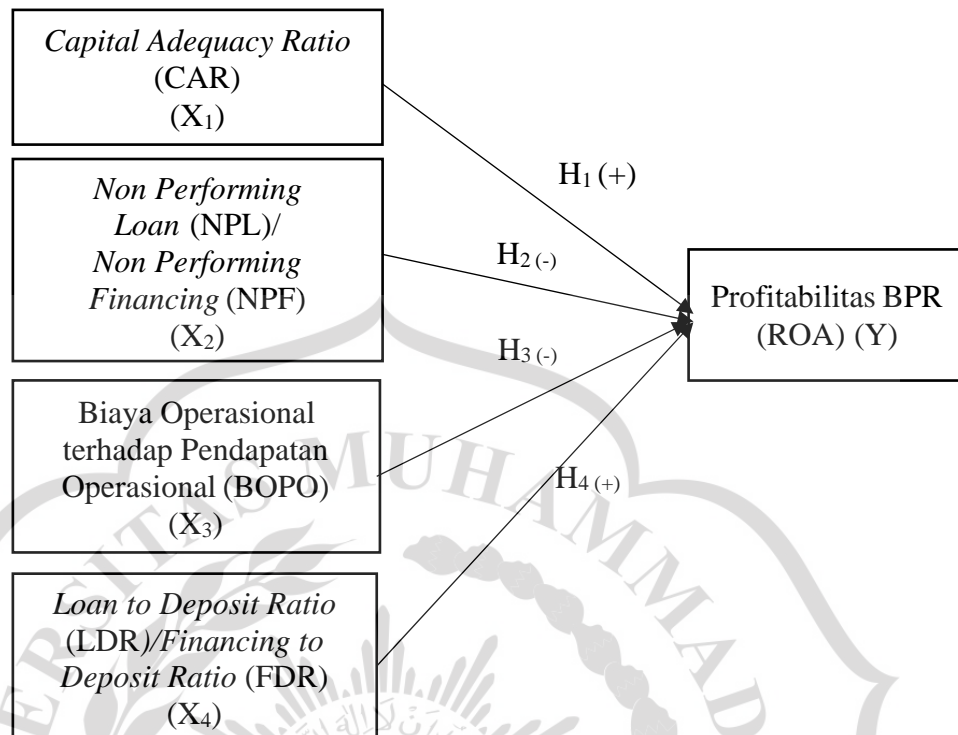 Capital Adequacy Ratio
(CAR)
(X₁)
H₁ (+)
Non Performing
Loan (NPL)/
Non Performing
Financing (NPF)
(X₂)
H₂ (-)
Profitabilitas BPR
(ROA) (Y)
H₃ (-)
Biaya Operasional
terhadap Pendapatan
Operasional (BOPO)
(X₃)
H₄ (+)
Loan to Deposit Ratio
(LDR)/Financing to
Deposit Ratio (FDR)
(X₄)
ERSITAS MUHAMMAD